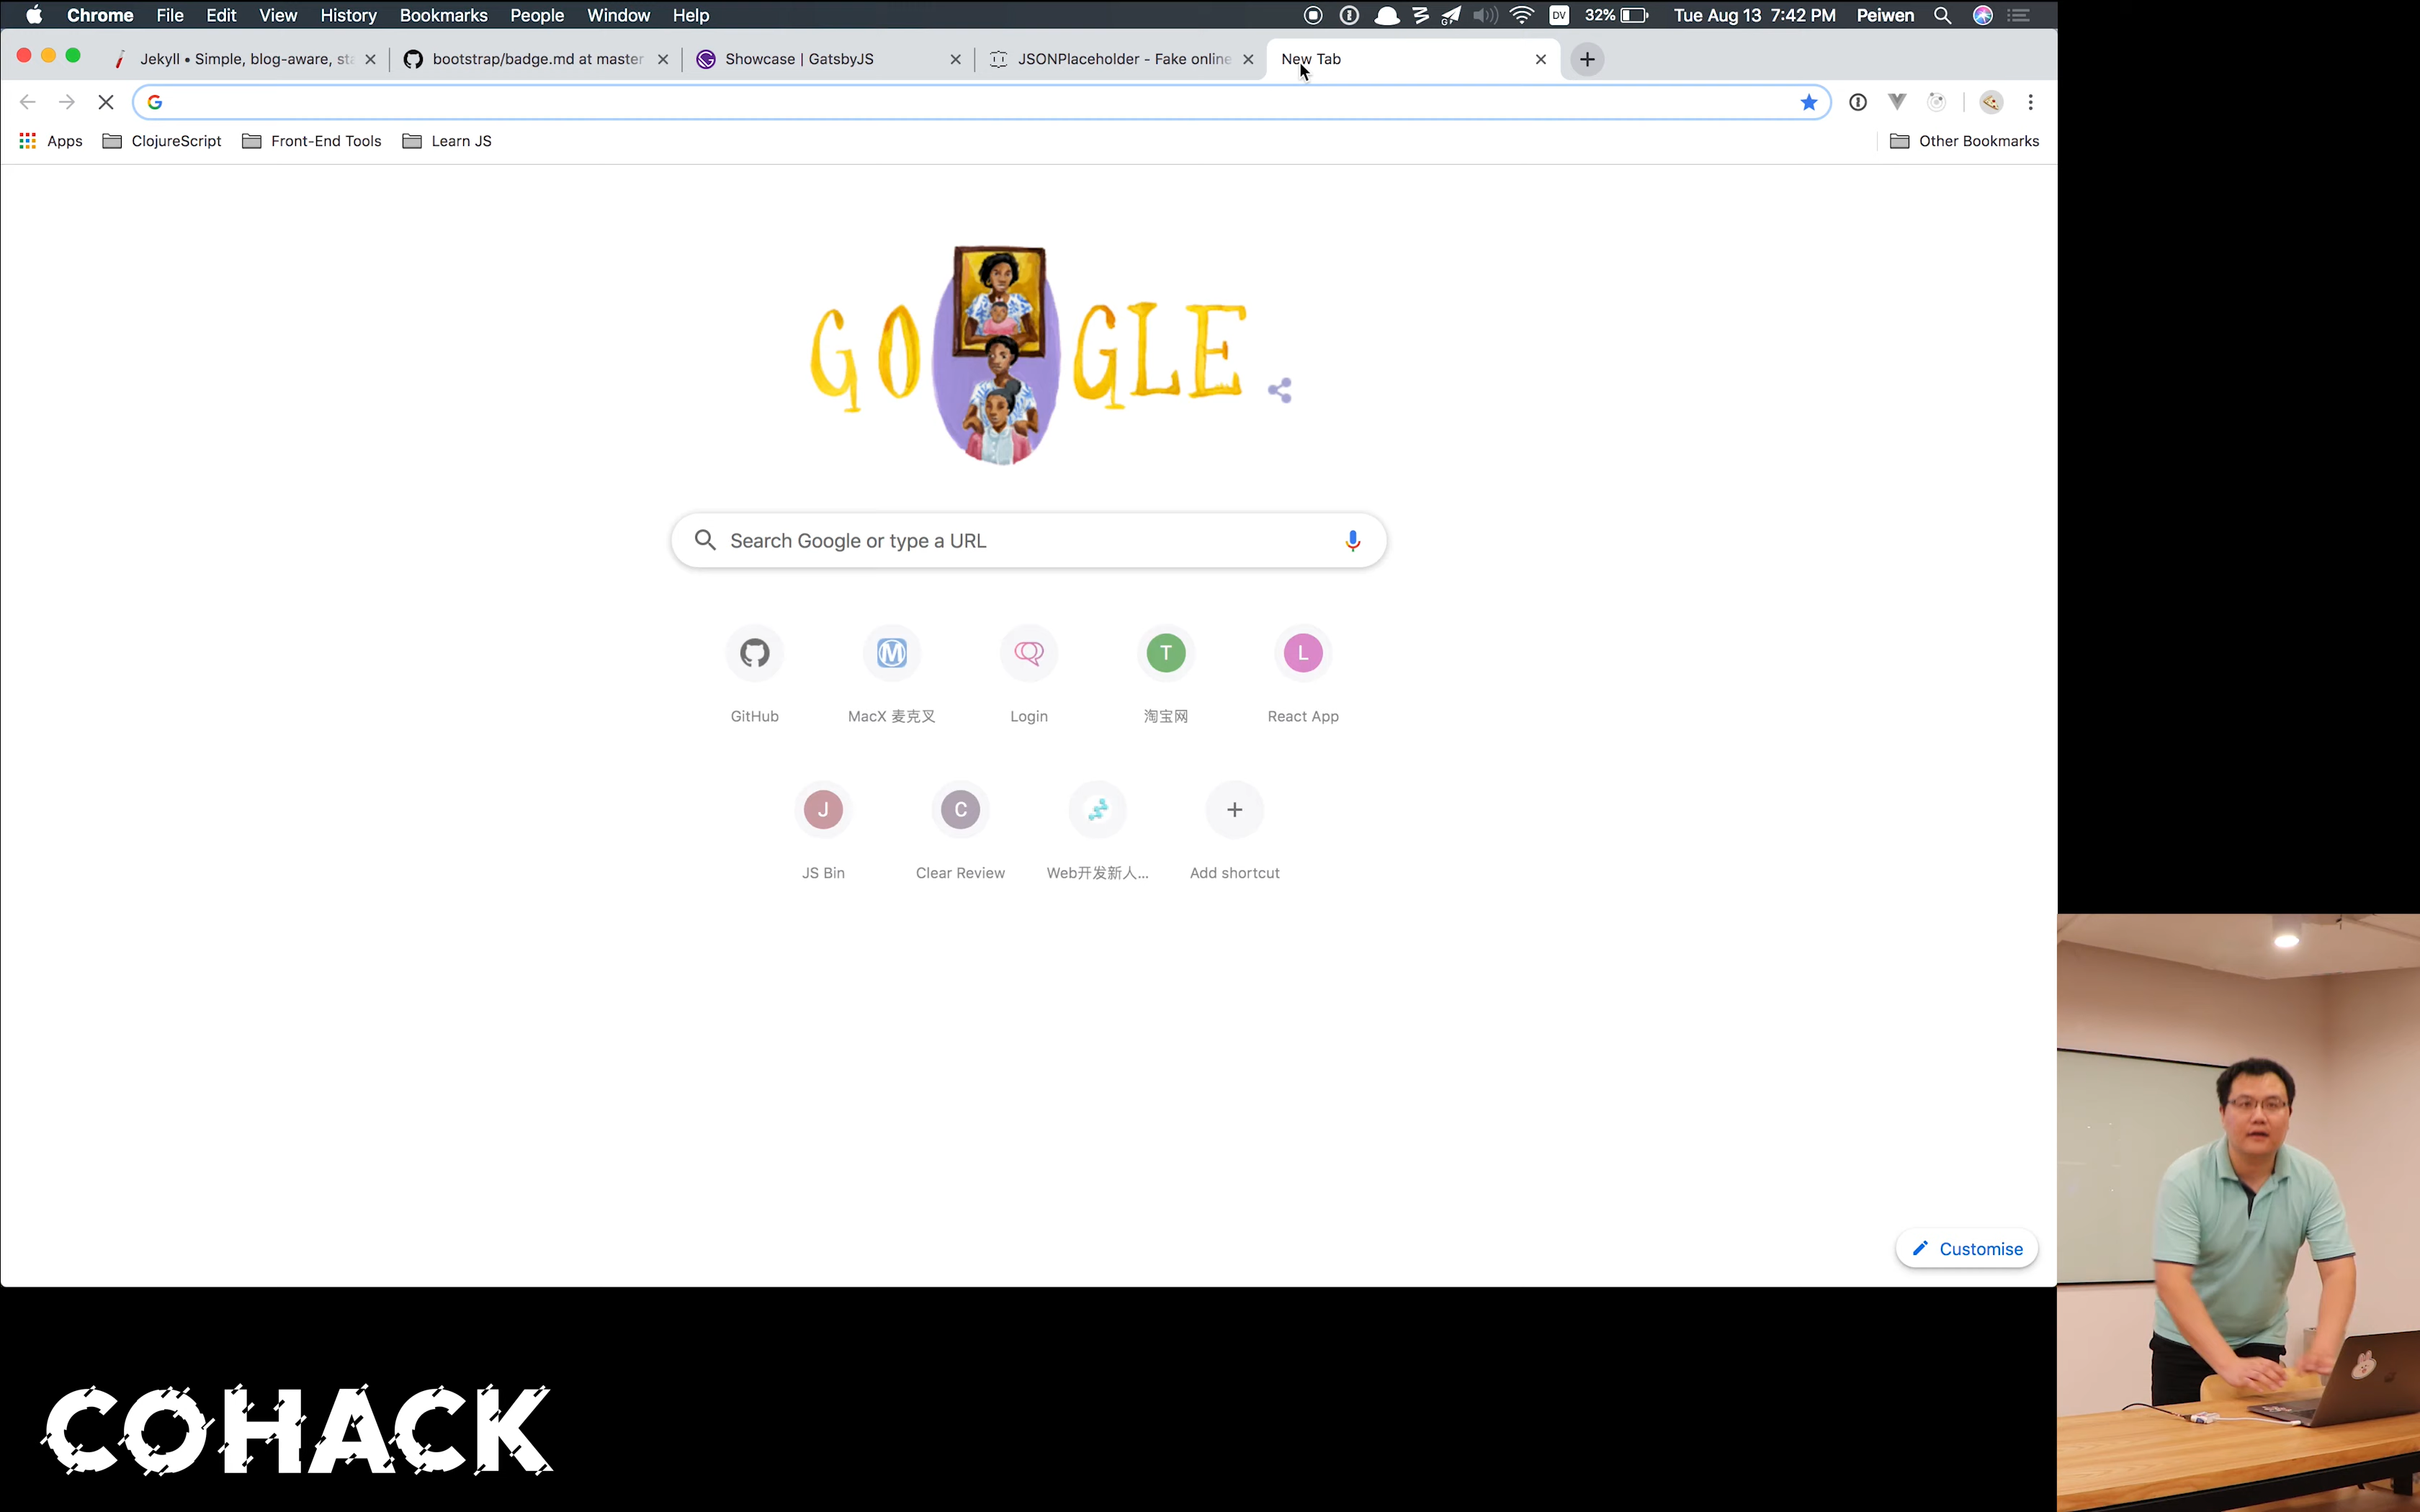 Chrome File Edit View History Bookmarks People Window Help DV 32% Tue Aug 13 7:42 PM Peiwen
Jekyll • Simple, blog-aware, sta bootstrap/badge.md at master Showcase | GatsbyJS JSONPlaceholder - Fake online New Tab
Apps ClojureScript Front-End Tools Learn JS Other Bookmarks
GOOGLE
Search Google or type a URL
GitHub MacX 麦克叉 Login T 淘宝网 L React App
J JS Bin C Clear Review Web开发新人... Add shortcut
Customise
COHACK